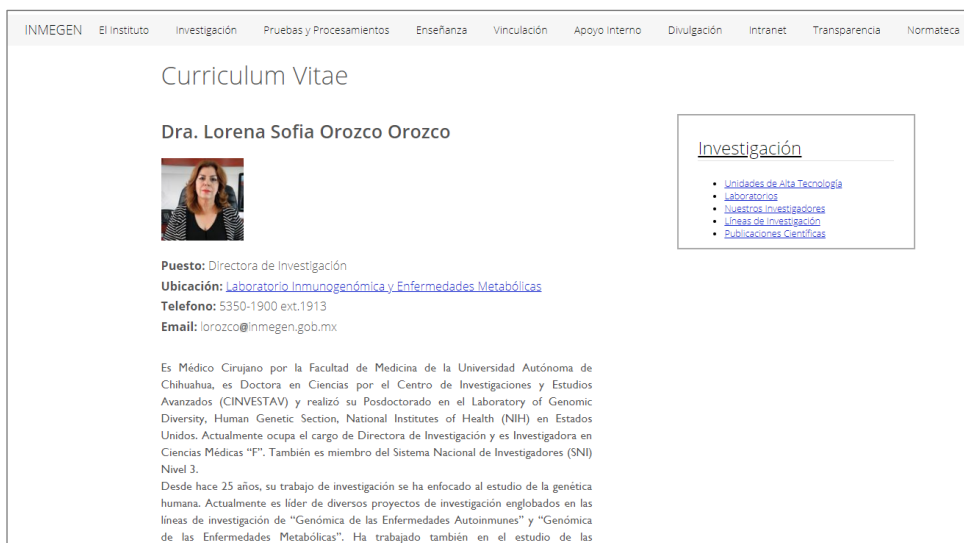 INMEGEN El Instituto Investigación Pruebas y Procesamientos Enseñanza Vinculación Apoyo Interno Divulgación Intranet Transparencia Normateca
Curriculum Vitae
Dra. Lorena Sofia Orozco Orozco
Puesto: Directora de Investigación
Ubicación: Laboratorio Inmunogenómica y Enfermedades Metabólicas
Telefono: 5350-1900 ext.1913
Email: lorozco@inmegen.gob.mx
Es Médico Cirujano por la Facultad de Medicina de la Universidad Autónoma de
Chihuahua, es Doctora en Ciencias por el Centro de Investigaciones y Estudios
Avanzados (CINVESTAV) y realizó su Posdoctorado en el Laboratory of Genomic
Diversity, Human Genetic Section, National Institutes of Health (NIH) en Estados
Unidos. Actualmente ocupa el cargo de Directora de Investigación y es Investigadora en
Ciencias Médicas “F”. También es miembro del Sistema Nacional de Investigadores (SNI)
Nivel 3.
Desde hace 25 años, su trabajo de investigación se ha enfocado al estudio de la genética
humana. Actualmente es líder de diversos proyectos de investigación englobados en las
líneas de investigación de “Genómica de las Enfermedades Autoinmunes” y “Genómica
de las Enfermedades Metabólicas”. Ha trabajado también en el estudio de las
Investigación
Unidades de Alta Tecnología
Laboratorios
Nuestros Investigadores
Líneas de Investigación
Publicaciones Científicas